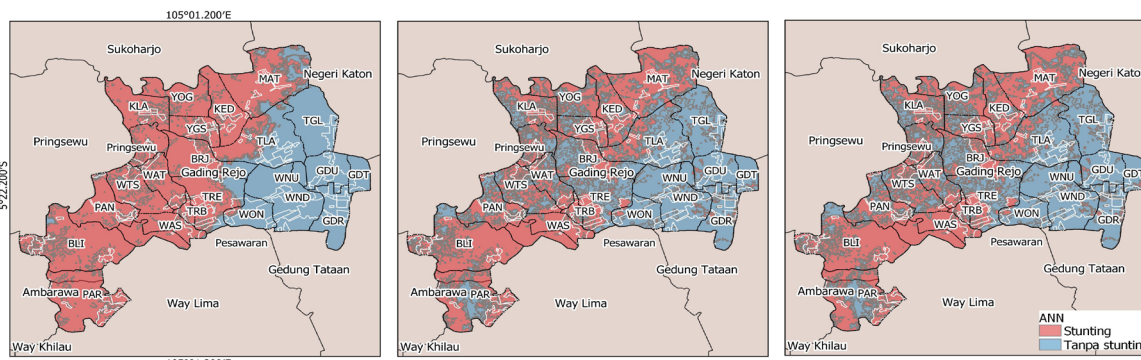 105°01.200'E
5°22.200'S
Sukoharjo
MAT
Negeri Katon
KLA
YOG
KED
TGL
YGS
TLA
Pringsewu
Pringsewu
BRJ
WAT
Gading Rejo
WNU
GDU
GDT
WTS
PAN
TRE
WND
TRB
WON
GDR
WAS
BLI
Pesawaran
Gedung Tataan
Ambarawa
PAR
Way Lima
Way Khilau
Sukoharjo
MAT
Negeri Katon
KLA
YOG
KED
TGL
YGS
TLA
Pringsewu
Pringsewu
BRJ
WAT
Gading Rejo
WNU
GDU
GDT
WTS
PAN
TRE
WND
TRB
WON
GDR
WAS
BLI
Pesawaran
Gedung Tataan
Ambarawa
PAR
Way Lima
Way Khilau
Sukoharjo
MAT
Negeri Katon
KLA
YOG
KED
TGL
YGS
TLA
Pringsewu
Pringsewu
BRJ
WAT
Gading Rejo
WNU
GDU
GDT
WTS
PAN
TRE
WND
TRB
WON
GDR
WAS
BLI
Pesawaran
Gedung Tataan
Ambarawa
PAR
Way Lima
Way Khilau
ANN
Stunting
Tanpa stunting